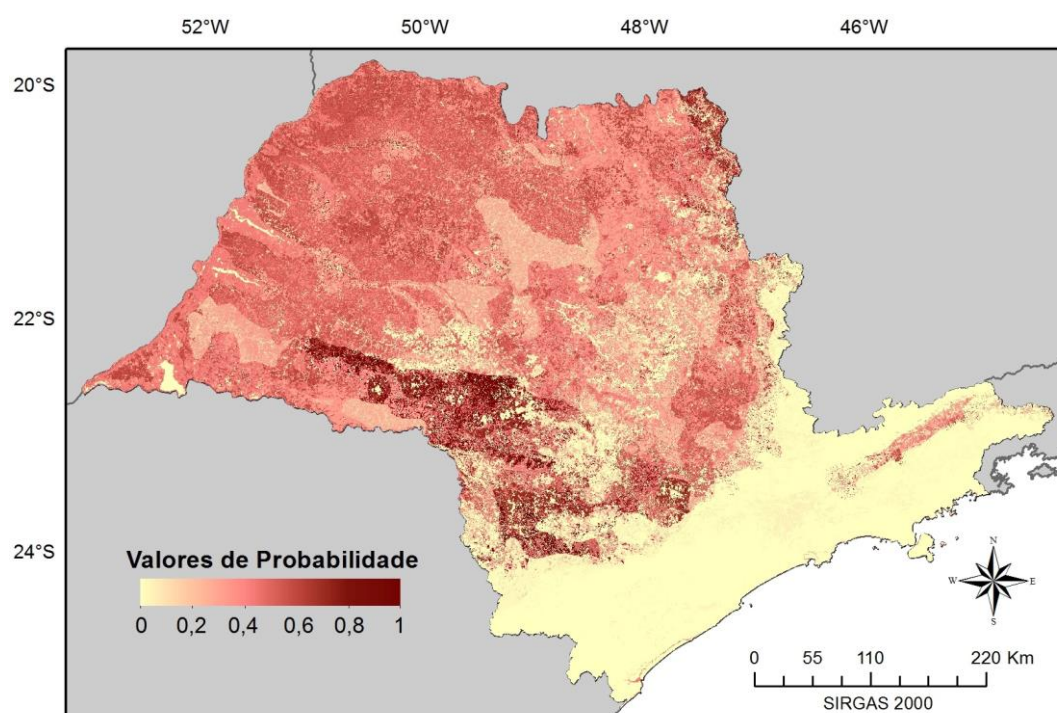 52°W 50°W 48°W 46°W
20°S
22°S
24°S
Valores de Probabilidade
0 0,2 0,4 0,6 0,8 1
N
W E
S
0 55 110 220 Km
SIRGAS 2000